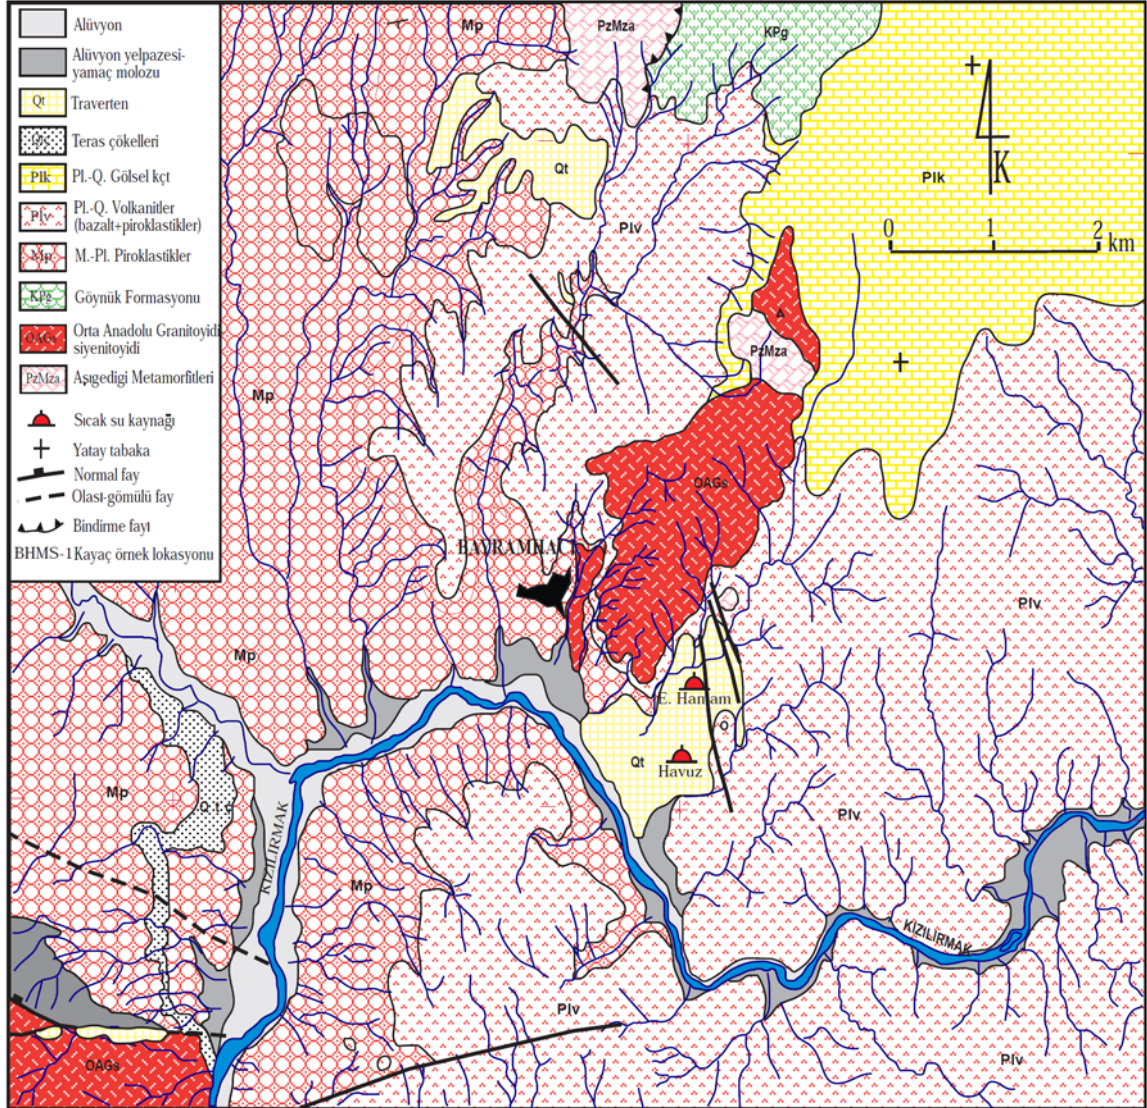 Alüvyon
Alüvyon yelpazesi-
yamaç molozu
Qt
Traverten
Teras çökelleri
Plk
Pl.-Q. Gölsel kçt
Plv
Pl.-Q. Volkanitler
(bazalt+piroklastikler)
Mp
M.-Pl. Piroklastikler
KPg
Göynük Formasyonu
OAGs
Orta Anadolu Granitoyidi
siyenitoyidi
PzMza
Aşıgedigi Metamorfitleri
Sıcak su kaynağı
Yatay tabaka
Normal fay
Olası-gömülü fay
Bindirme fayı
BHMS-1 Kayaç örnek lokasyonu
Mp
PzMza
KPg
K
Qt
Plk
Plv
0 1 2
km
A
PzMza
Mp
OAGs
Plv
Mp
E. Hamam
Qt
Havuz
Mp
Plv
KIZILIRMAK
Mp
KIZILIRMAK
Plv
Plv
Plv
OAGs